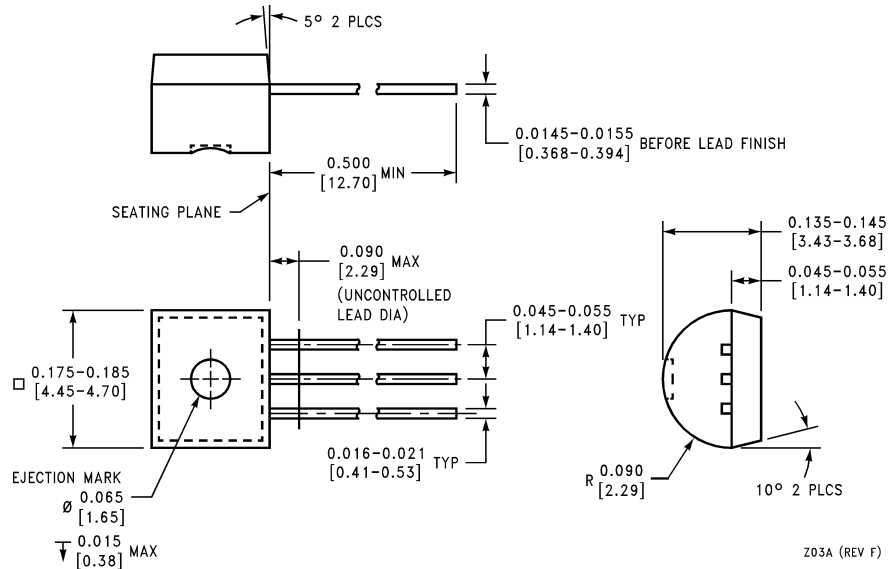 5° 2 PLCS
0.0145-0.0155
[0.368-0.394] BEFORE LEAD FINISH
0.500
[12.70] MIN
SEATING PLANE
0.090
[2.29] MAX
(UNCONTROLLED
LEAD DIA)
0.135-0.145
[3.43-3.68]
0.045-0.055
[1.14-1.40]
0.045-0.055
[1.14-1.40] TYP
□ 0.175-0.185
[4.45-4.70]
0.016-0.021
[0.41-0.53] TYP
EJECTION MARK
Ø 0.065
[1.65]
0.015
[0.38] MAX
R 0.090
[2.29]
10° 2 PLCS
Z03A (REV F)